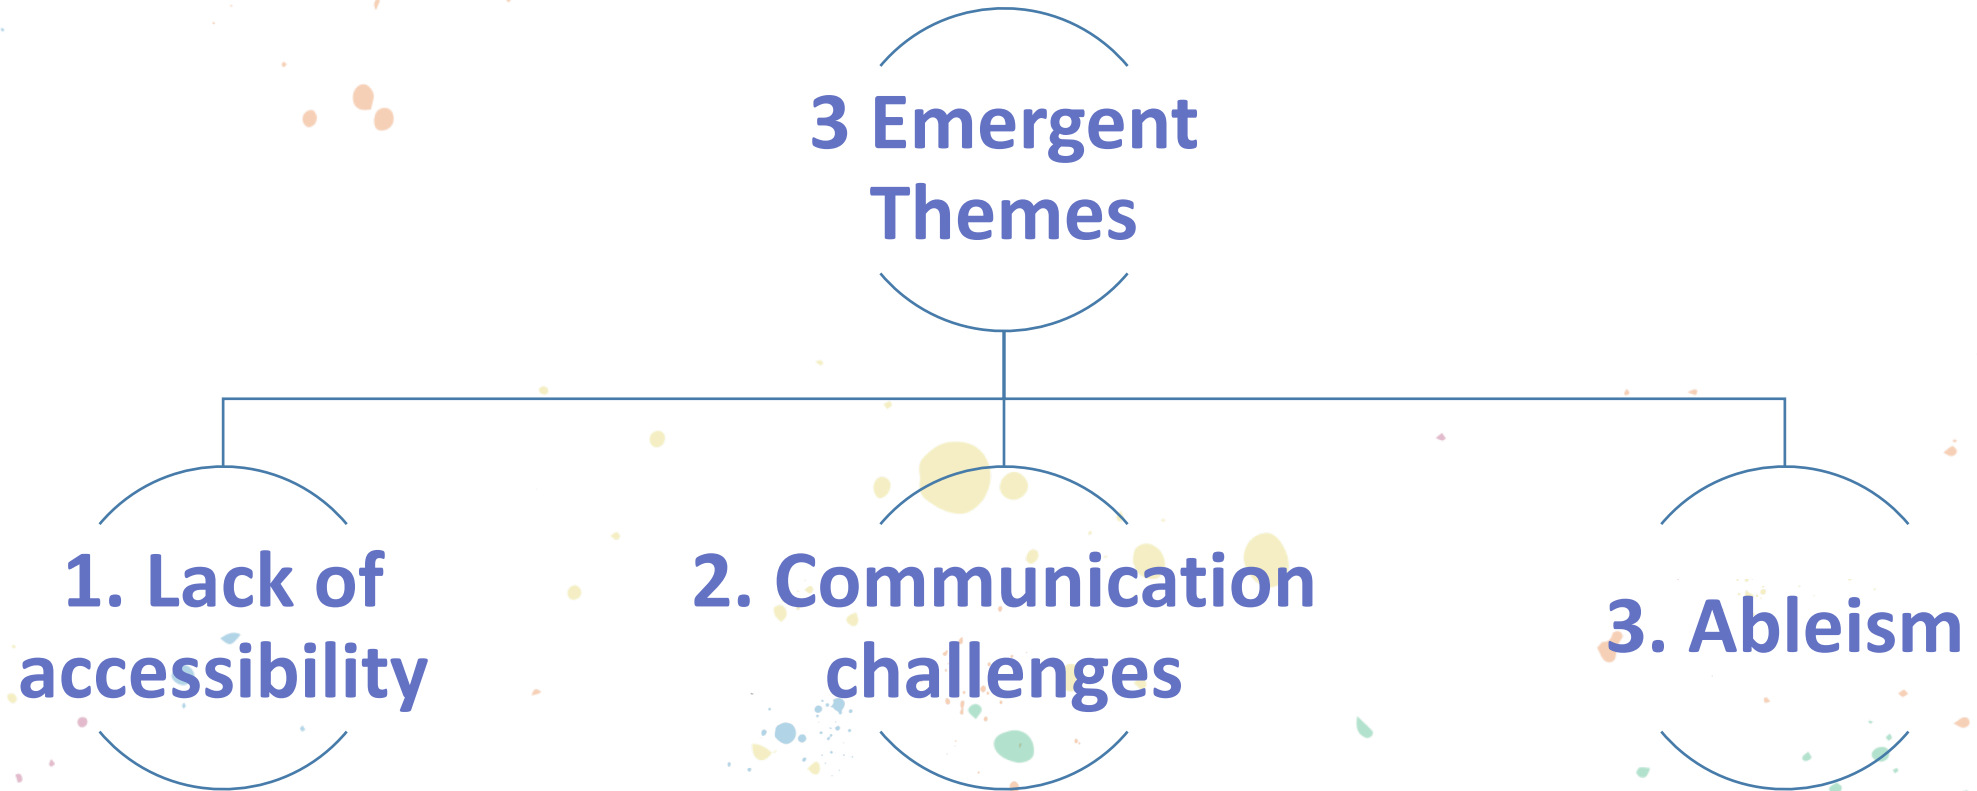 3 Emergent
Themes
1. Lack of
accessibility
2. Communication
challenges
3. Ableism